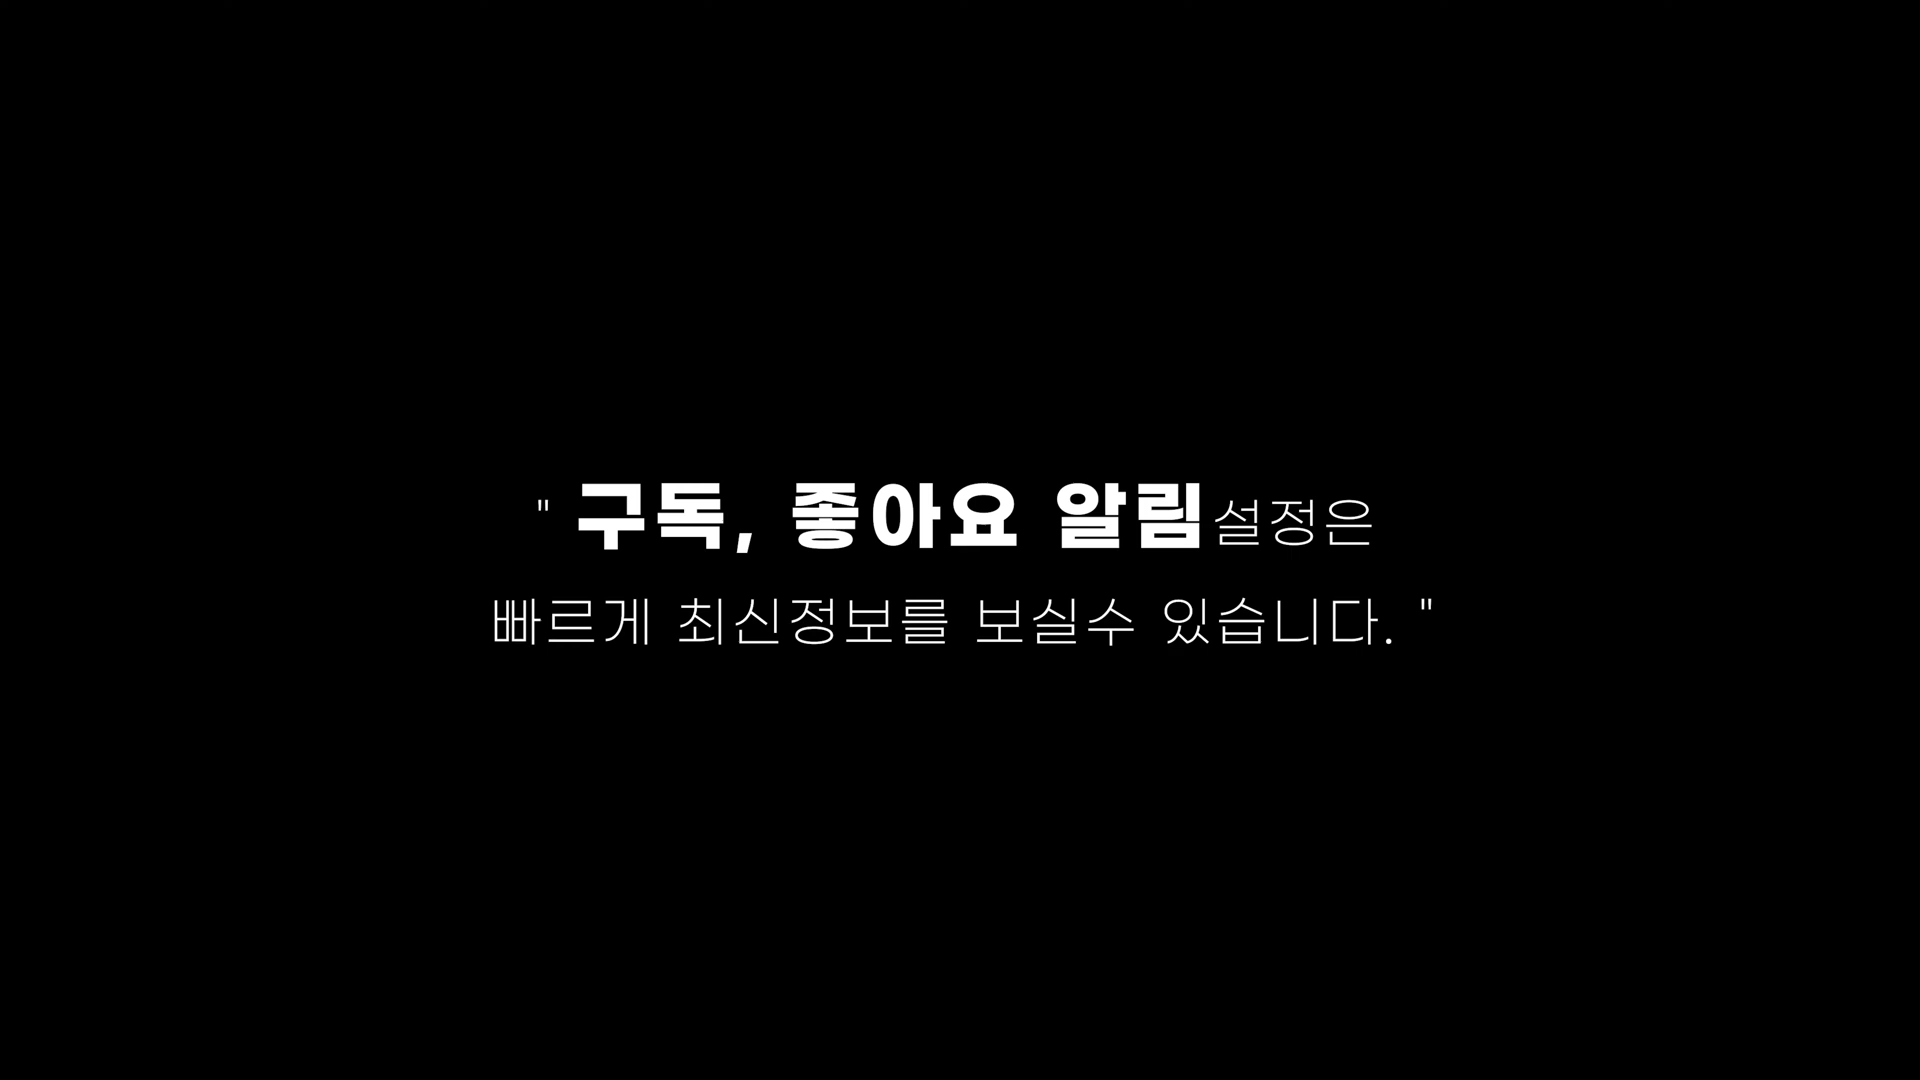 " 구독, 좋아요 알림설정은
빠르게 최신정보를 보실수 있습니다. "